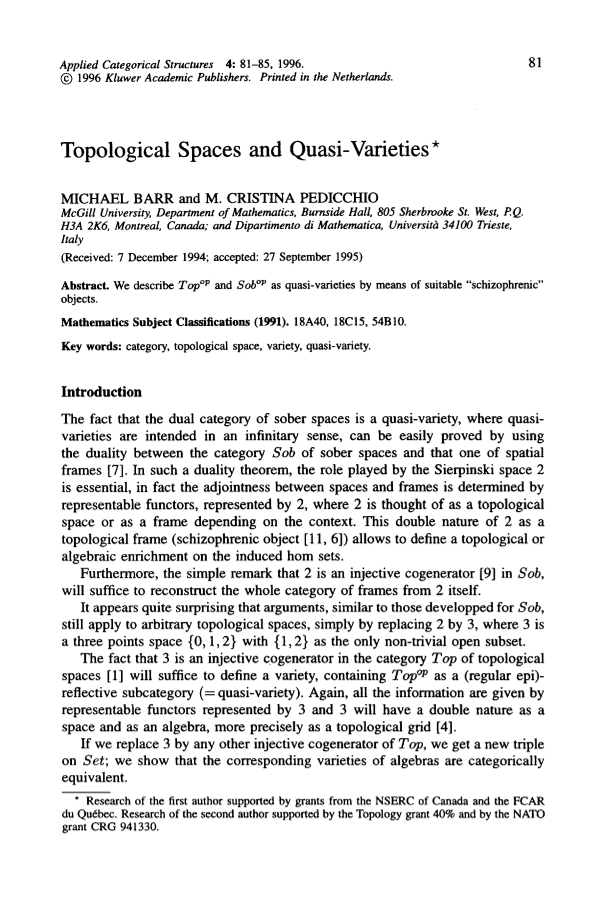 Applied Categorical Structures 4: 81–85, 1996.
81
© 1996 Kluwer Academic Publishers. Printed in the Netherlands.
Topological Spaces and Quasi-Varieties*
MICHAEL BARR and M. CRISTINA PEDICCHIO
McGill University, Department of Mathematics, Burnside Hall, 805 Sherbrooke St. West, P.Q.
H3A 2K6, Montreal, Canada; and Dipartimento di Mathematica, Università 34100 Trieste,
Italy
(Received: 7 December 1994; accepted: 27 September 1995)
Abstract. We describe Top^op and Sob^op as quasi-varieties by means of suitable “schizophrenic”
objects.
Mathematics Subject Classifications (1991). 18A40, 18C15, 54B10.
Key words: category, topological space, variety, quasi-variety.
Introduction
The fact that the dual category of sober spaces is a quasi-variety, where quasi-
varieties are intended in an infinitary sense, can be easily proved by using
the duality between the category Sob of sober spaces and that one of spatial
frames [7]. In such a duality theorem, the role played by the Sierpinski space 2
is essential, in fact the adjointness between spaces and frames is determined by
representable functors, represented by 2, where 2 is thought of as a topological
space or as a frame depending on the context. This double nature of 2 as a
topological frame (schizophrenic object [11, 6]) allows to define a topological or
algebraic enrichment on the induced hom sets.
Furthermore, the simple remark that 2 is an injective cogenerator [9] in Sob,
will suffice to reconstruct the whole category of frames from 2 itself.
It appears quite surprising that arguments, similar to those developped for Sob,
still apply to arbitrary topological spaces, simply by replacing 2 by 3, where 3 is
a three points space {0, 1, 2} with {1, 2} as the only non-trivial open subset.
The fact that 3 is an injective cogenerator in the category Top of topological
spaces [1] will suffice to define a variety, containing Top^op as a (regular epi)-
reflective subcategory (= quasi-variety). Again, all the information are given by
representable functors represented by 3 and 3 will have a double nature as a
space and as an algebra, more precisely as a topological grid [4].
If we replace 3 by any other injective cogenerator of Top, we get a new triple
on Set; we show that the corresponding varieties of algebras are categorically
equivalent.
* Research of the first author supported by grants from the NSERC of Canada and the FCAR
du Québec. Research of the second author supported by the Topology grant 40% and by the NATO
grant CRG 941330.